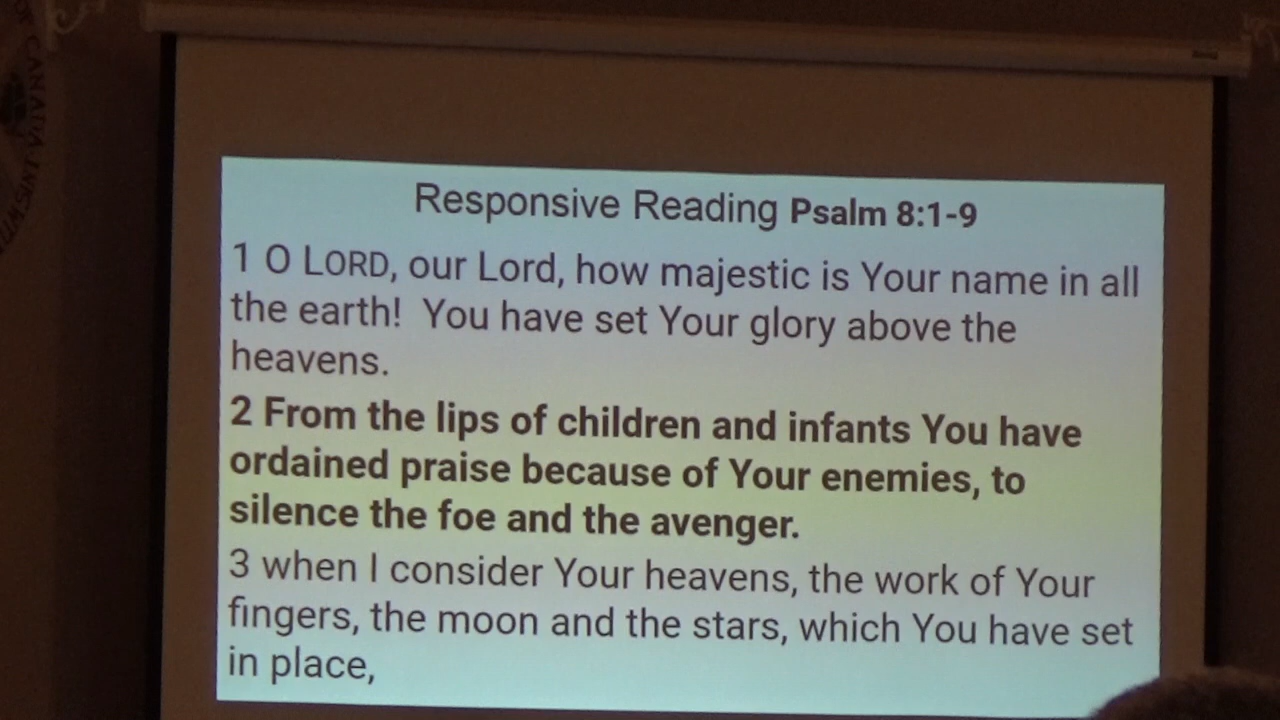 Responsive Reading Psalm 8:1-9
1 O LORD, our Lord, how majestic is Your name in all
the earth!  You have set Your glory above the
heavens.
2 From the lips of children and infants You have
ordained praise because of Your enemies, to
silence the foe and the avenger.
3 when I consider Your heavens, the work of Your
fingers, the moon and the stars, which You have set
in place,